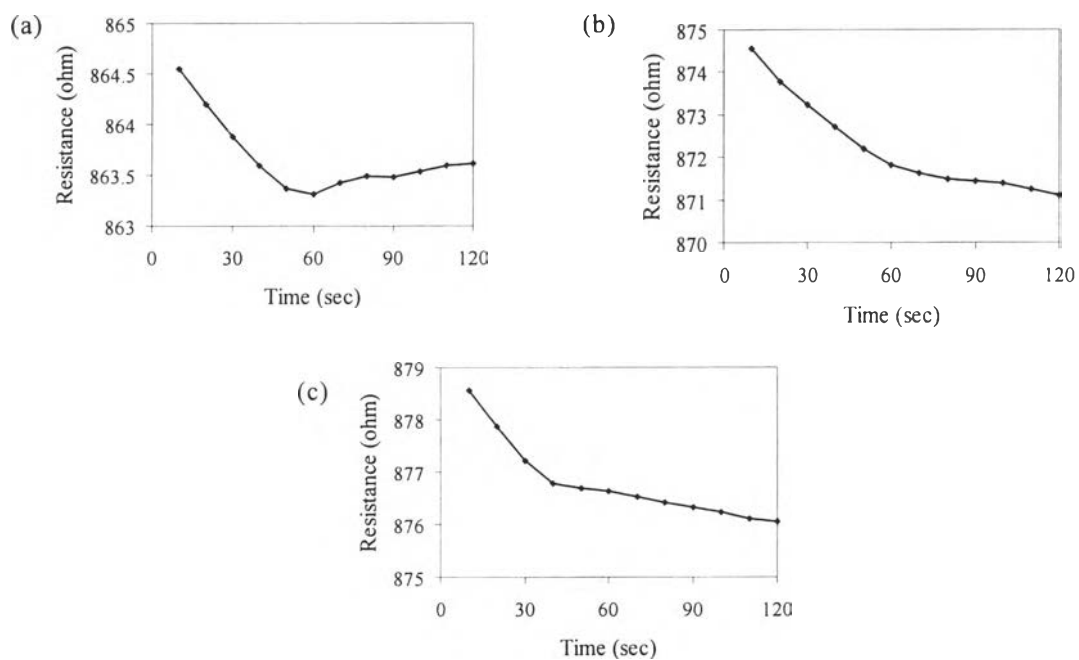 (a)
Resistance (ohm)
865
864.5
864
863.5
863
0 30 60 90 120
Time (sec)
(b)
Resistance (ohm)
875
874
873
872
871
870
0 30 60 90 120
Time (sec)
(c)
Resistance (ohm)
879
878
877
876
875
0 30 60 90 120
Time (sec)